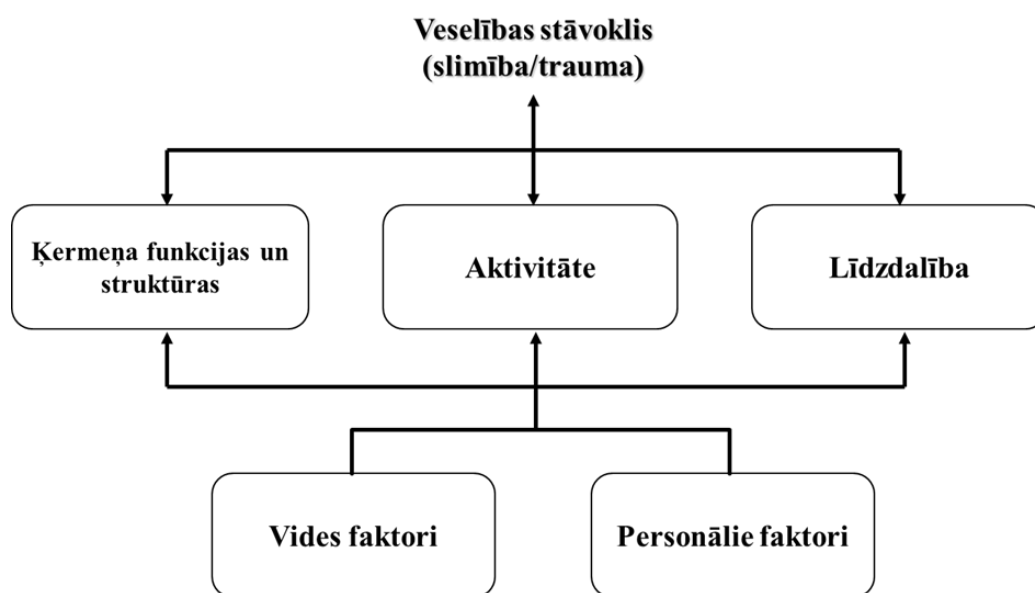 Veselības stāvoklis
(slimība/trauma)
Ķermeņa funkcijas un
struktūras
Aktivitāte
Līdzdalība
Vides faktori
Personālie faktori